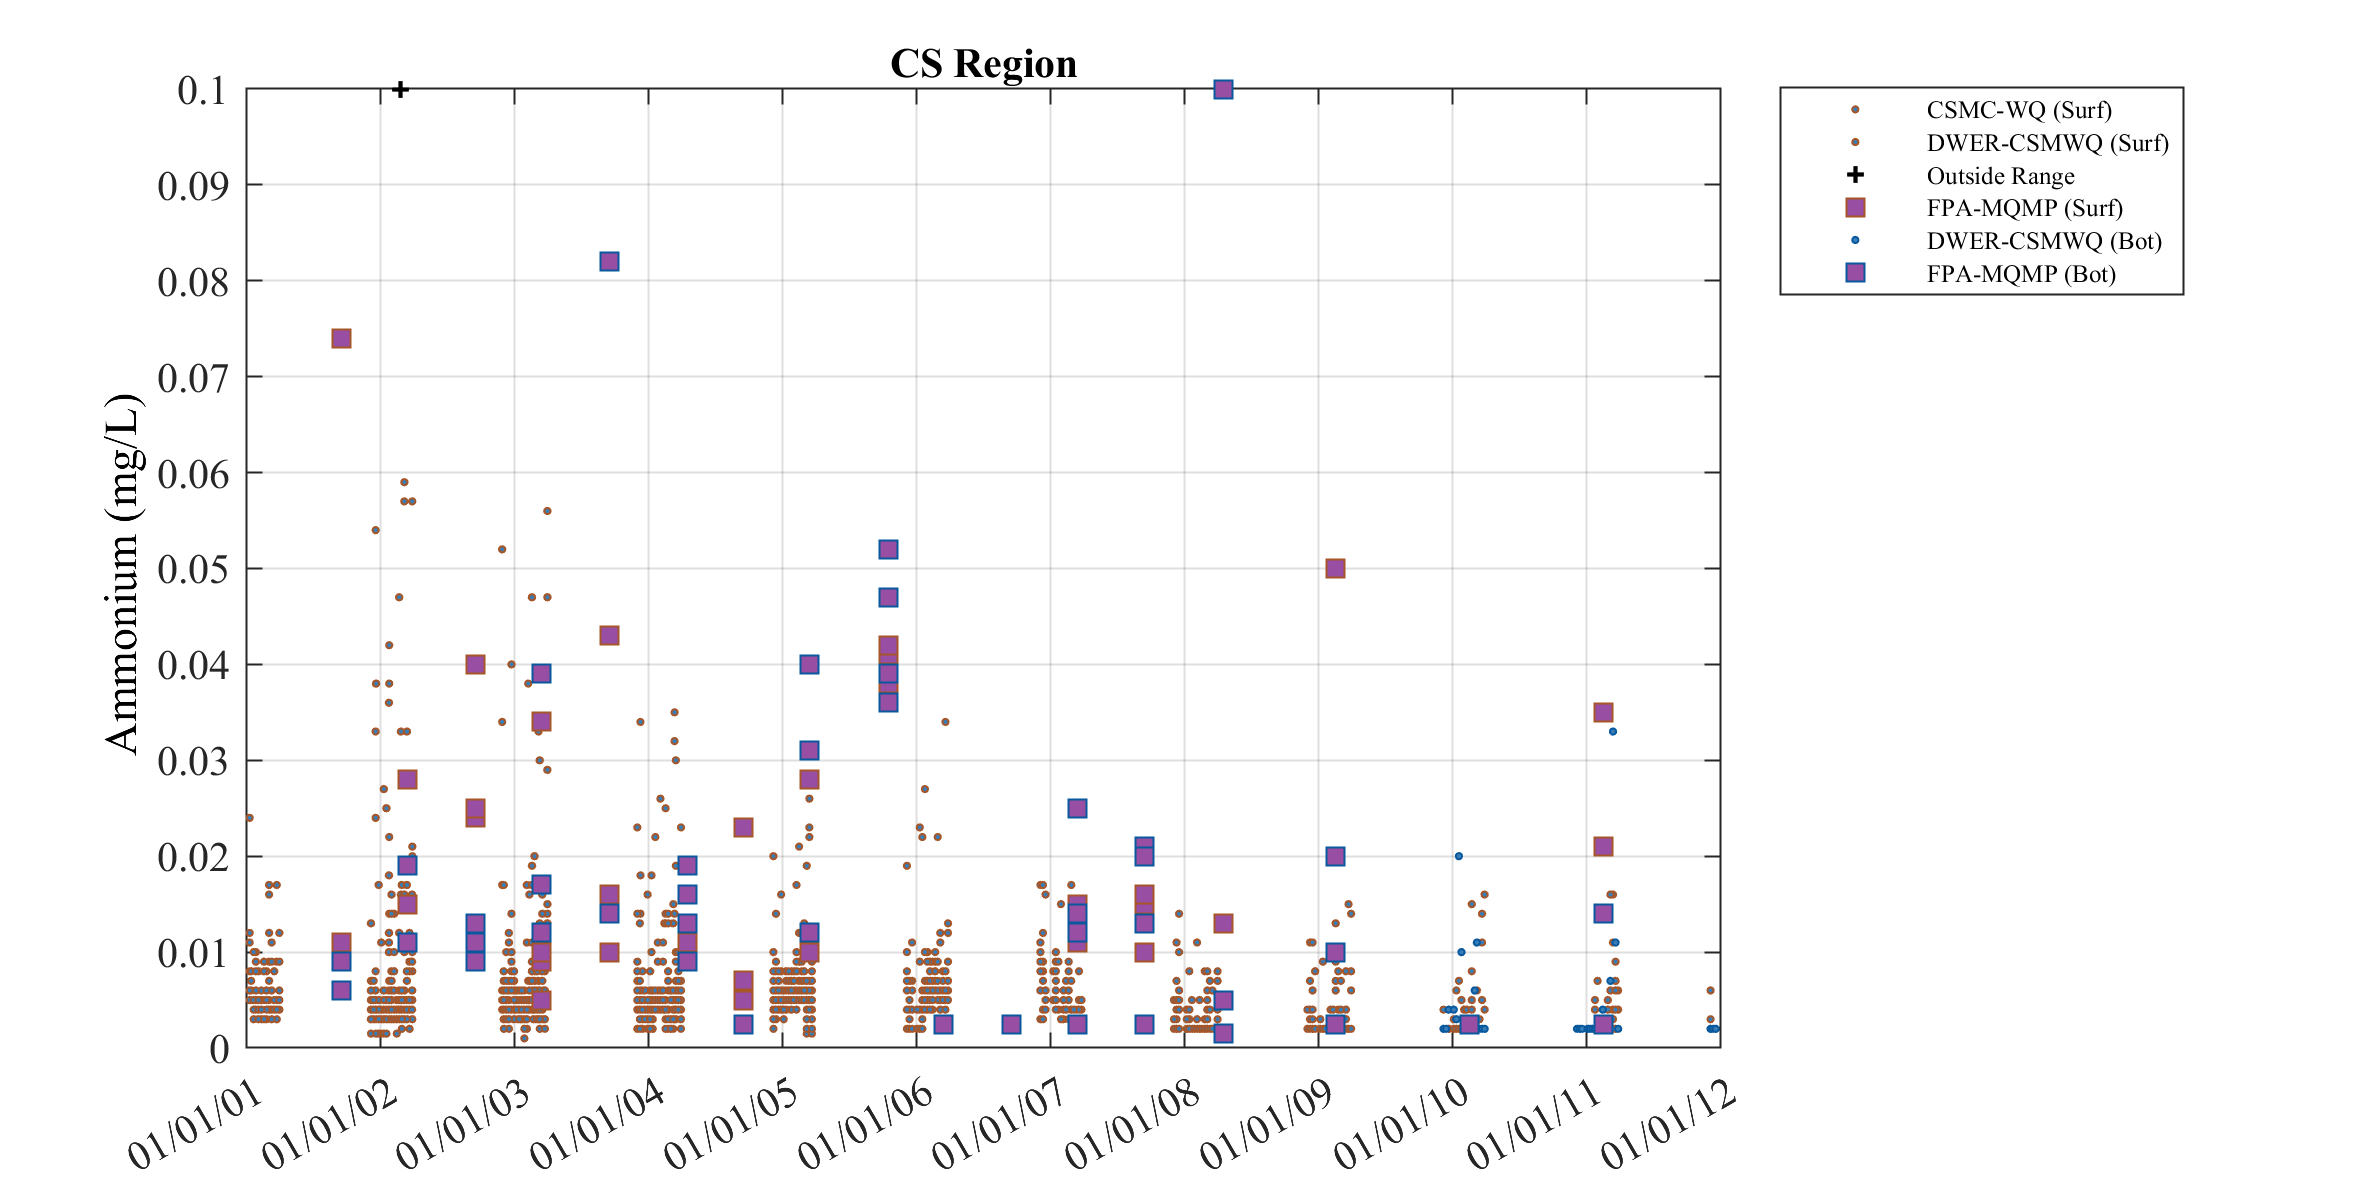 CS Region
Ammonium (mg/L)
0.1
0.09
0.08
0.07
0.06
0.05
0.04
0.03
0.02
0.01
0
01/01/01
01/01/02
01/01/03
01/01/04
01/01/05
01/01/06
01/01/07
01/01/08
01/01/09
01/01/10
01/01/11
01/01/12
CSMC-WQ (Surf)
DWER-CSMWQ (Surf)
Outside Range
FPA-MQMP (Surf)
DWER-CSMWQ (Bot)
FPA-MQMP (Bot)